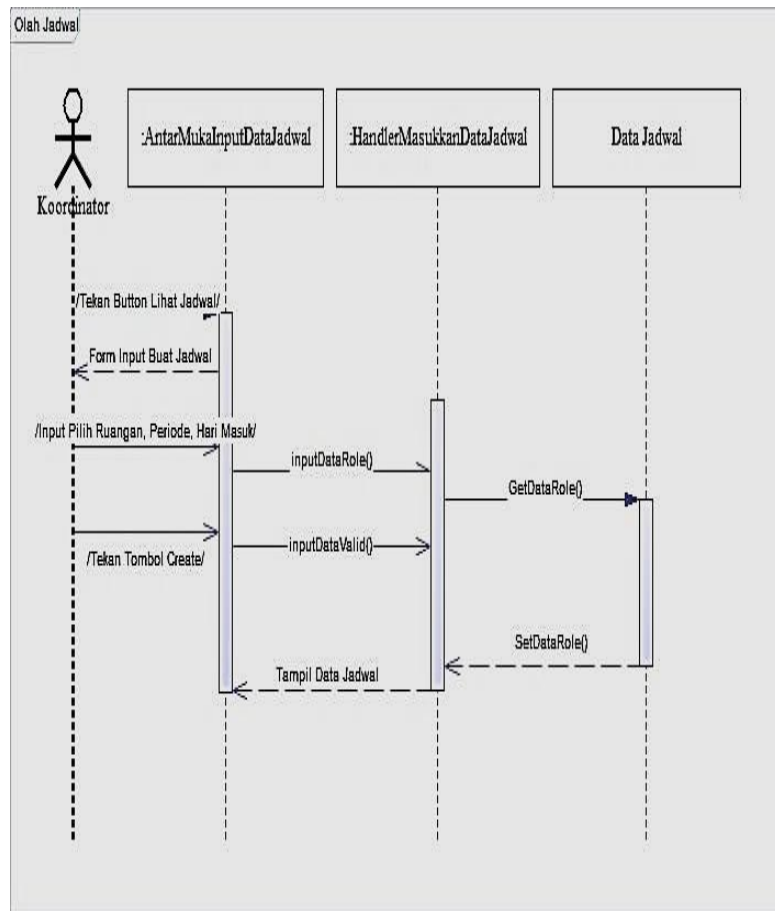 Olah Jadwal
:AntarMukaInputDataJadwal
:HandlerMasukkanDataJadwal
Data Jadwal
Koordinator
/Tekan Button Lihat Jadwal/
Form Input Buat Jadwal
/Input Pilih Ruangan, Periode, Hari Masuk/
inputDataRole()
GetDataRole()
/Tekan Tombol Create/
inputDataValid()
SetDataRole()
Tampil Data Jadwal